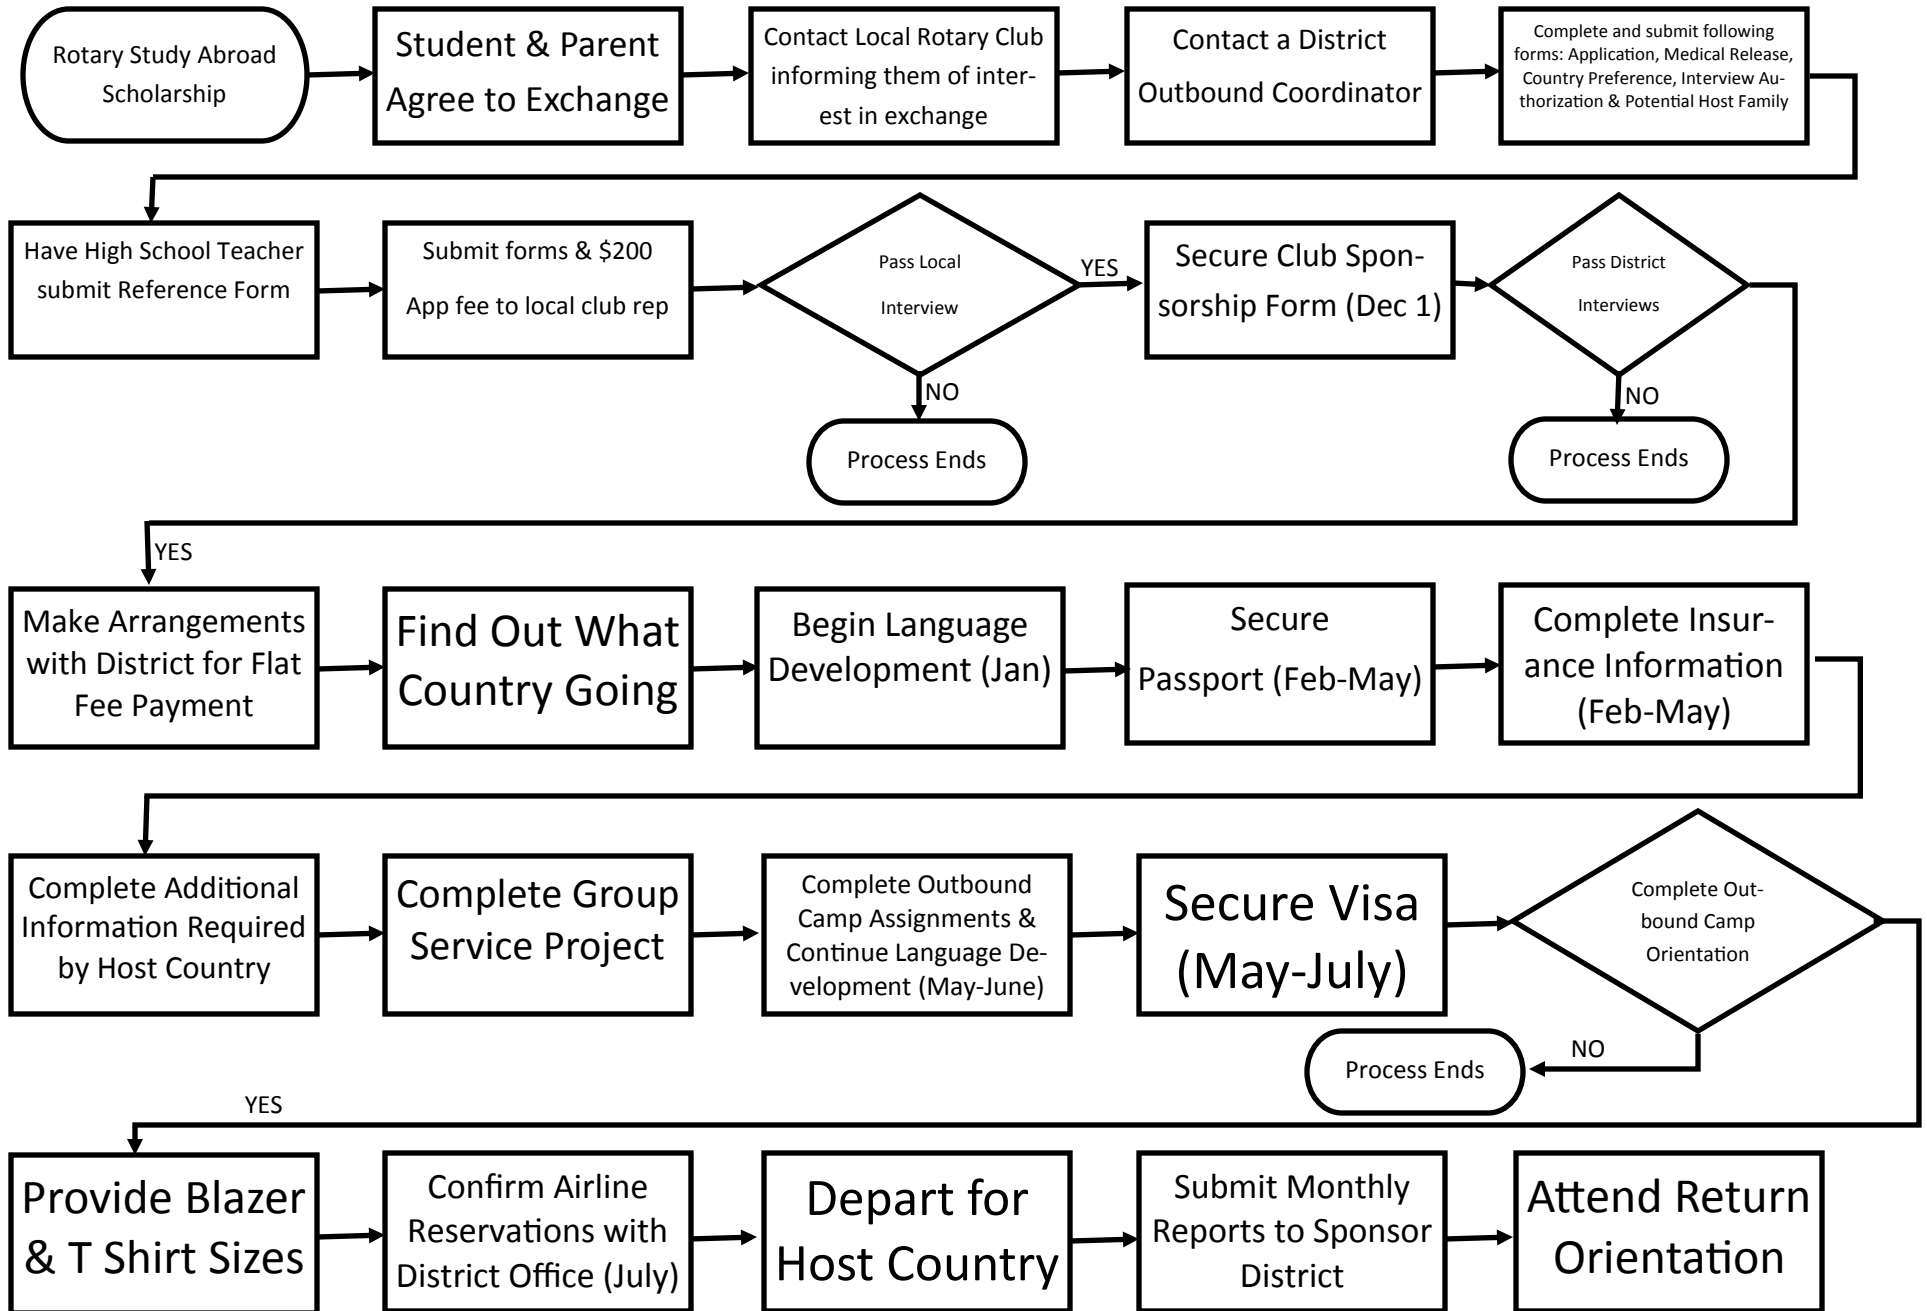 Rotary Study Abroad
Scholarship
Student & Parent
Agree to Exchange
Contact Local Rotary Club
informing them of inter-
est in exchange
Contact a District
Outbound Coordinator
Complete and submit following
forms: Application, Medical Release,
Country Preference, Interview Au-
thorization & Potential Host Family
Have High School Teacher
submit Reference Form
Submit forms & $200
App fee to local club rep
Pass Local
Interview
YES
NO
Process Ends
Secure Club Spon-
sorship Form (Dec 1)
Pass District
Interviews
NO
Process Ends
YES
Make Arrangements
with District for Flat
Fee Payment
Find Out What
Country Going
Begin Language
Development (Jan)
Secure
Passport (Feb-May)
Complete Insur-
ance Information
(Feb-May)
Complete Additional
Information Required
by Host Country
Complete Group
Service Project
Complete Outbound
Camp Assignments &
Continue Language De-
velopment (May-June)
Secure Visa
(May-July)
Complete Out-
bound Camp
Orientation
NO
Process Ends
YES
Provide Blazer
& T Shirt Sizes
Confirm Airline
Reservations with
District Office (July)
Depart for
Host Country
Submit Monthly
Reports to Sponsor
District
Attend Return
Orientation